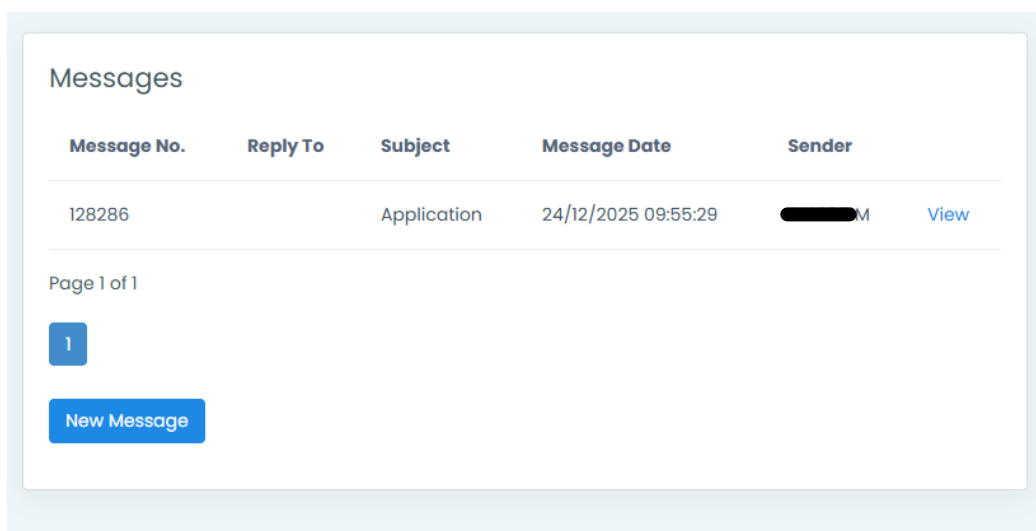 Messages
Message No. Reply To Subject Message Date Sender
128286 Application 24/12/2025 09:55:29 M View
Page 1 of 1
1
New Message